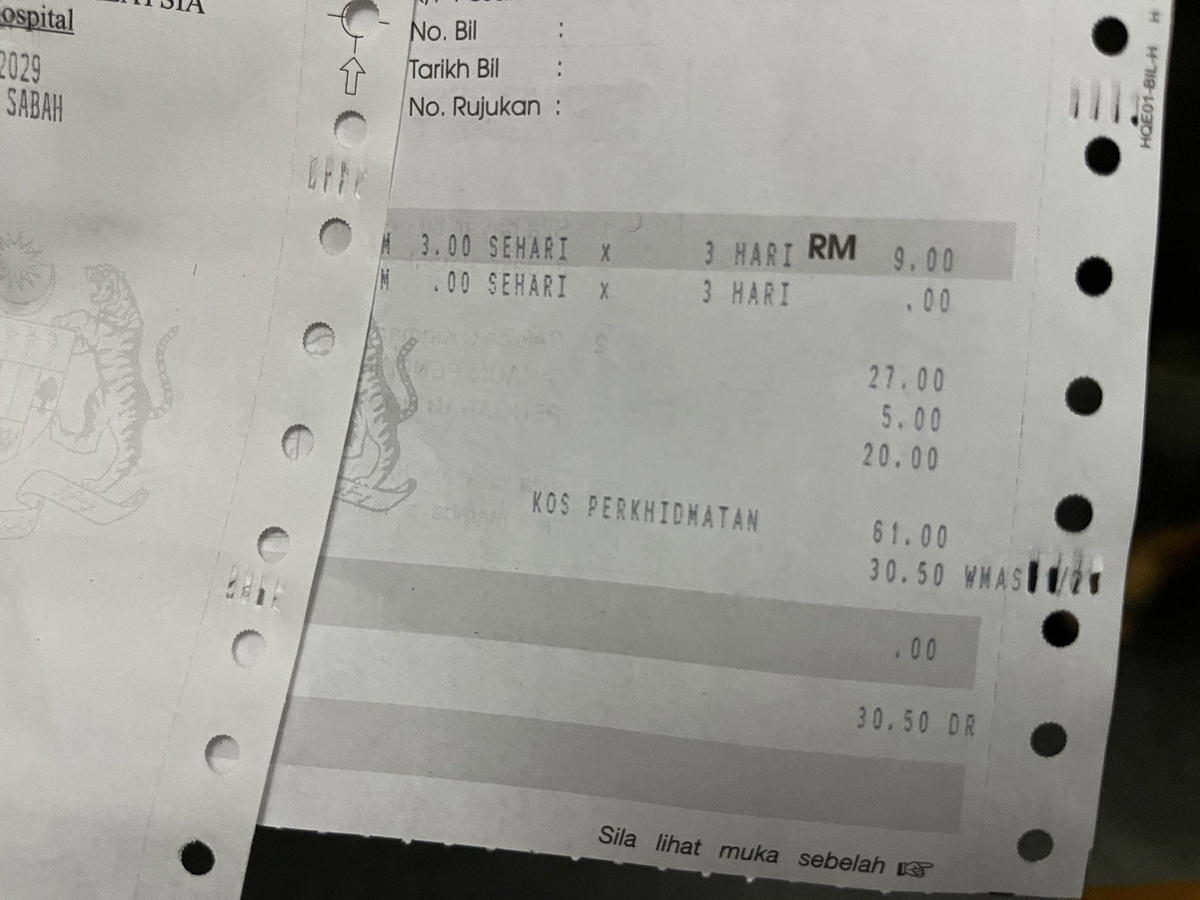 ospital
2029
SABAH
No. Bil :
Tarikh Bil :
No. Rujukan :
HQE01-BIL-H H
M 3.00 SEHARI x 3 HARI RM 9.00
M .00 SEHARI x 3 HARI .00
27.00
5.00
20.00
KOS PERKHIDMATAN 61.00
30.50 WMAS
.00
30.50 DR
Sila lihat muka sebelah